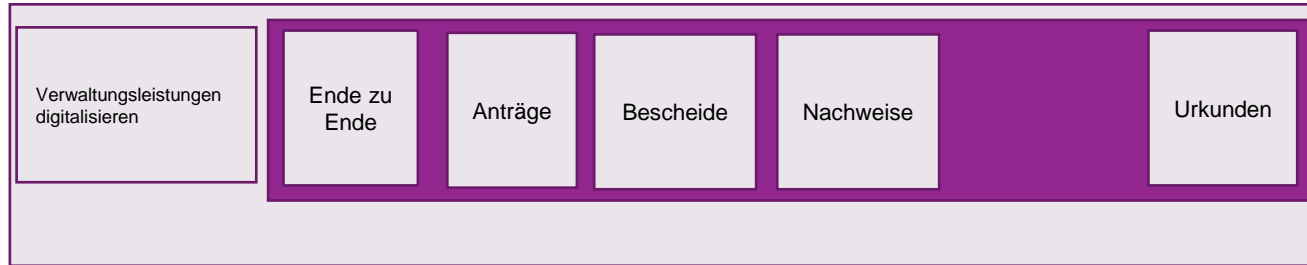 Verwaltungsleistungen
digitalisieren
Ende zu
Ende
Anträge
Bescheide
Nachweise
Urkunden